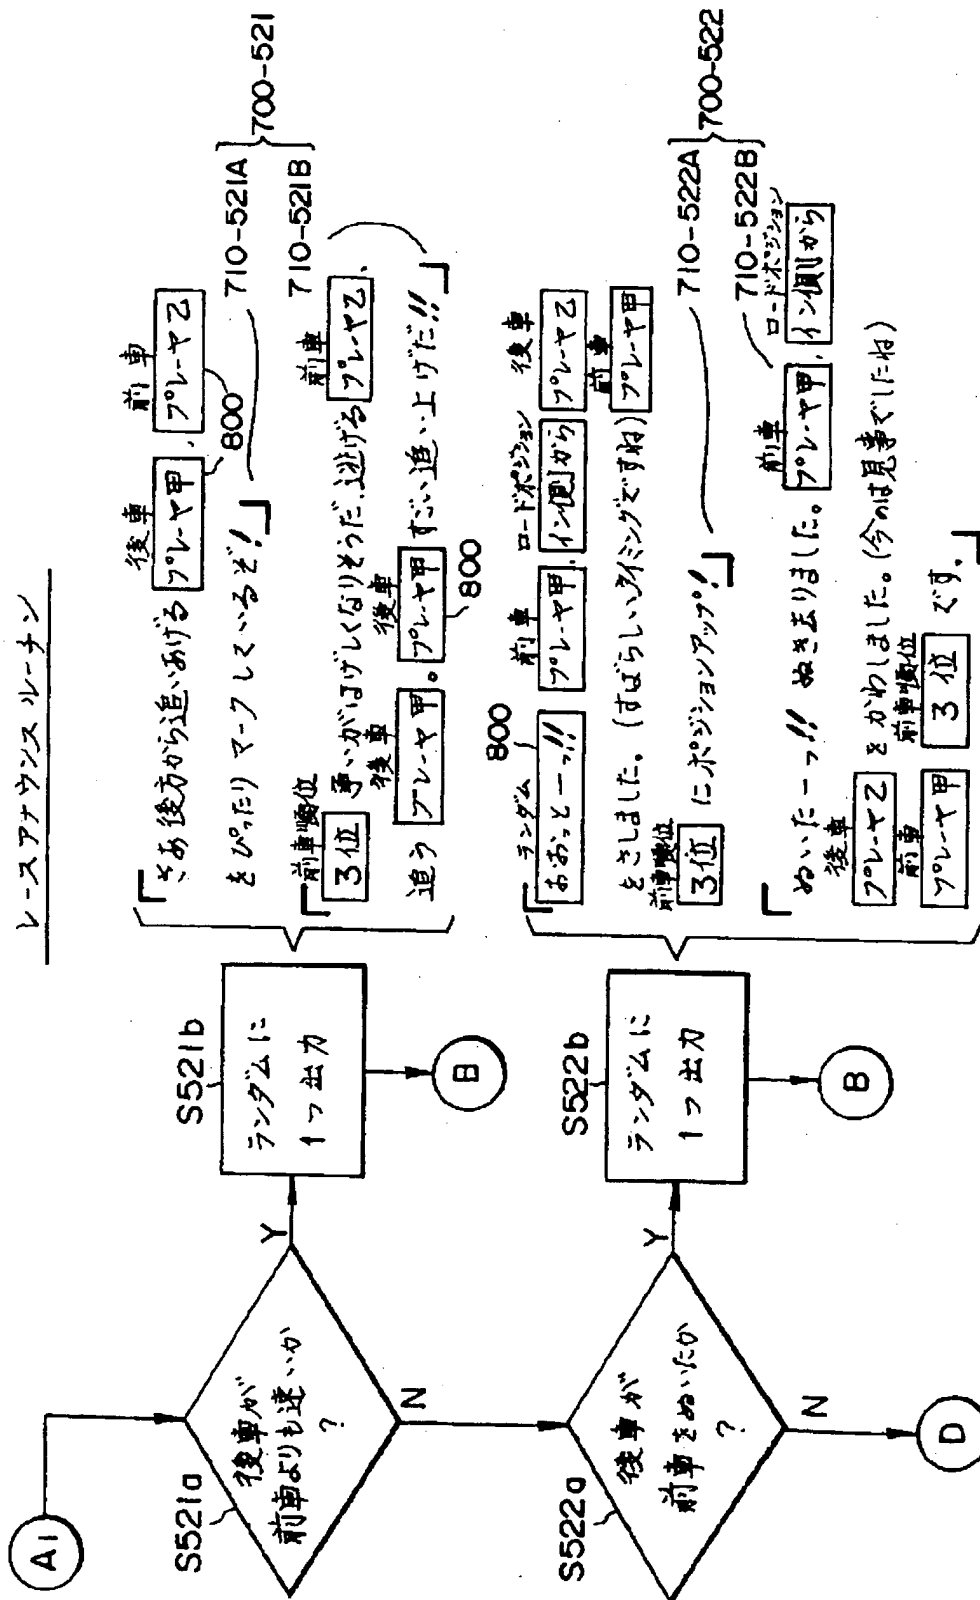 レースアナウンスルーチン
A1
S521a
後車が
前車よりも速いか
?
Y
N
S521b
ランダムに
1つ出力
B
後車 前車
「さあ後方から追いあげる プレーヤ甲 、 プレーヤ乙
800
をぴったりマークしているぞ!」
710-521A
700-521
710-521B
前車順位 前車
「3位 争いがはげしくなりそうだ、逃げる プレーヤ乙 、
後車 後車
追う プレーヤ甲 。 プレーヤ甲 すごい追い上げだ!!」
800
S522a
後車が
前車をぬいたか
?
Y
N
D
S522b
ランダムに
1つ出力
B
800
ランダム 前車 ロードポジション 後車
「おおっとーっ!! プレーヤ甲 、 イン側から プレーヤ乙
前車
をさしました。(すばらしいタイミングですね) プレーヤ甲
前車順位
3位 にポジションアップ!」
710-522A
700-522
710-522B
前車 ロードポジション
「ぬいたーっ!! ぬき去りました。 プレーヤ甲 、 イン側から
後車
プレーヤ乙 をかわしました。(今のは見事でしたね)
前車 前車順位
プレーヤ甲 3位 です。」